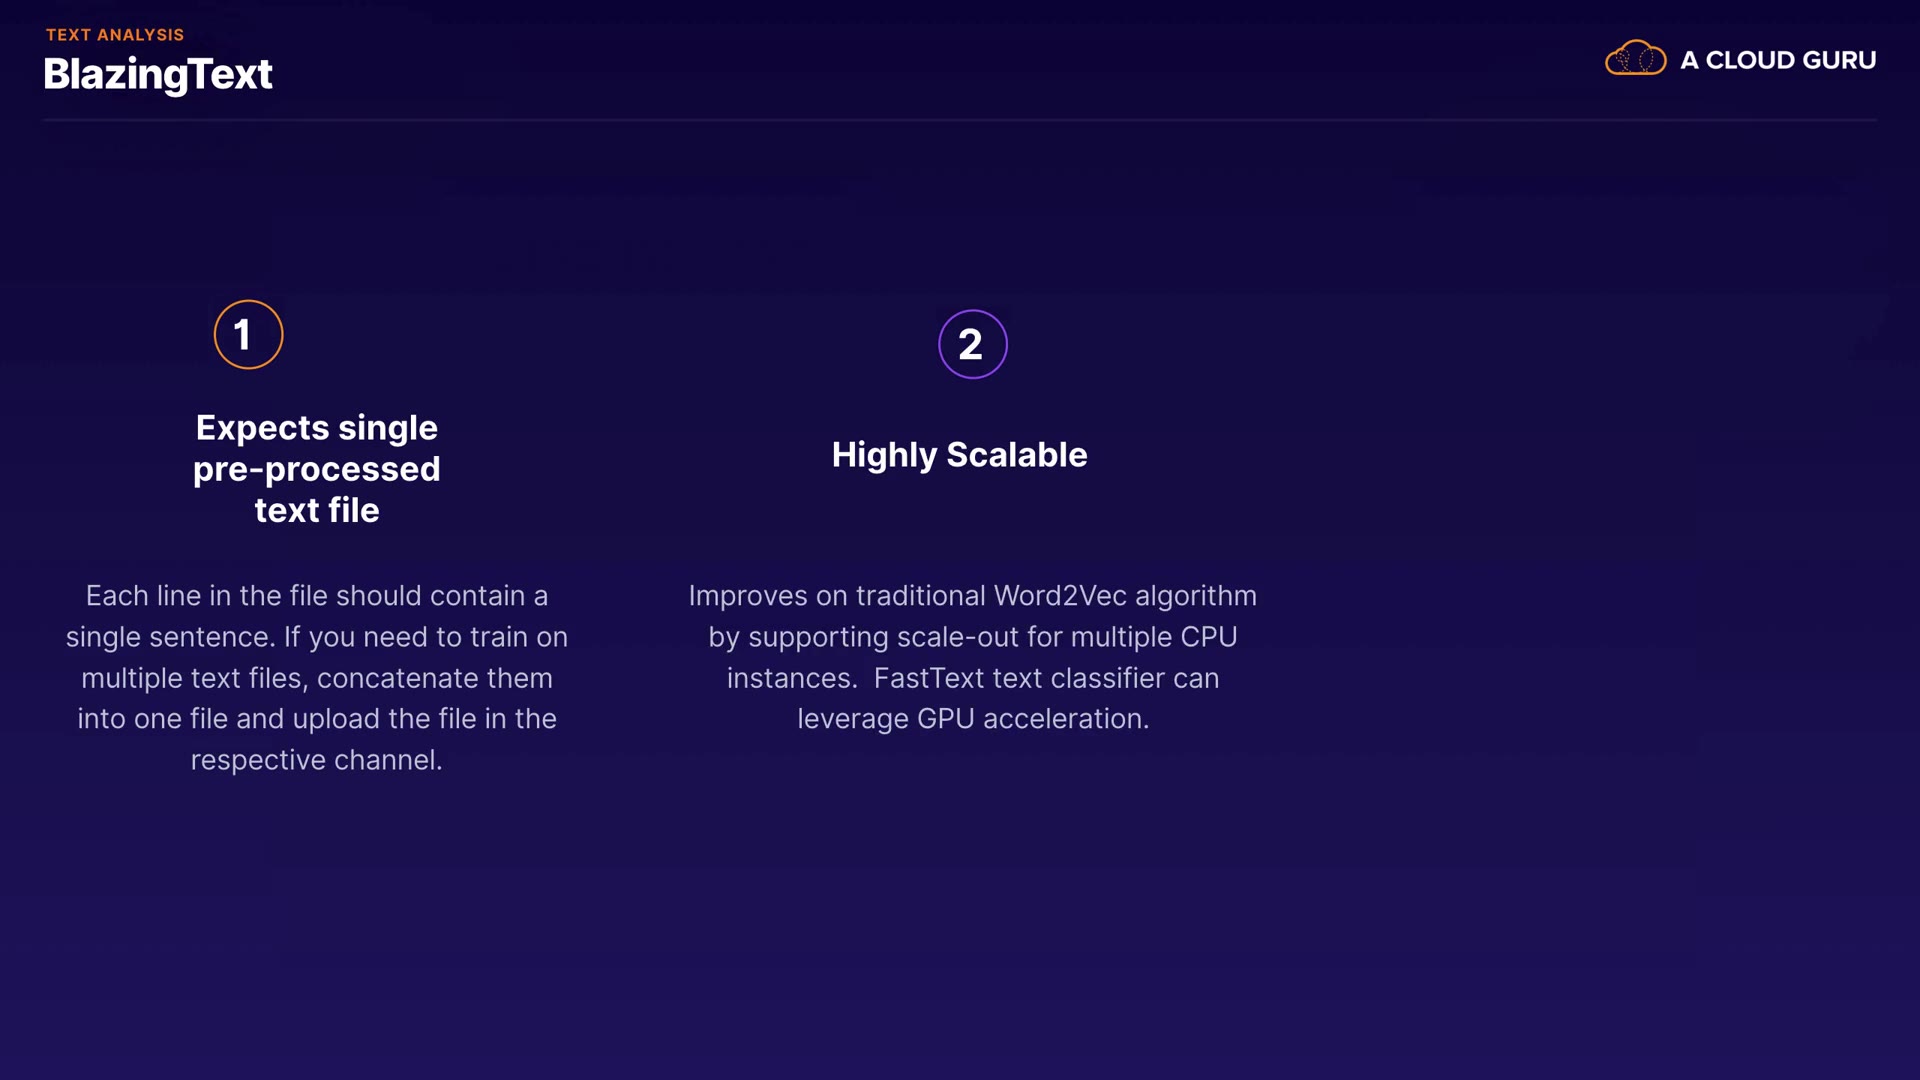 TEXT ANALYSIS
BlazingText
A CLOUD GURU
1
Expects single
pre-processed
text file
Each line in the file should contain a
single sentence. If you need to train on
multiple text files, concatenate them
into one file and upload the file in the
respective channel.
2
Highly Scalable
Improves on traditional Word2Vec algorithm
by supporting scale-out for multiple CPU
instances.  FastText text classifier can
leverage GPU acceleration.